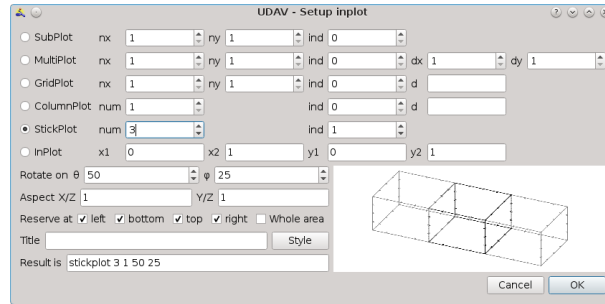 UDAV - Setup inplot
SubPlot nx 1 ny 1 ind 0
MultiPlot nx 1 ny 1 ind 0 dx 1 dy 1
GridPlot nx 1 ny 1 ind 0 d
ColumnPlot num 1 ind 0 d
StickPlot num 3 ind 1
InPlot x1 0 x2 1 y1 0 y2 1
Rotate on θ 50 φ 25
Aspect X/Z 1 Y/Z 1
Reserve at left bottom top right Whole area
Title Style
Result is stickplot 3 1 50 25
Cancel OK